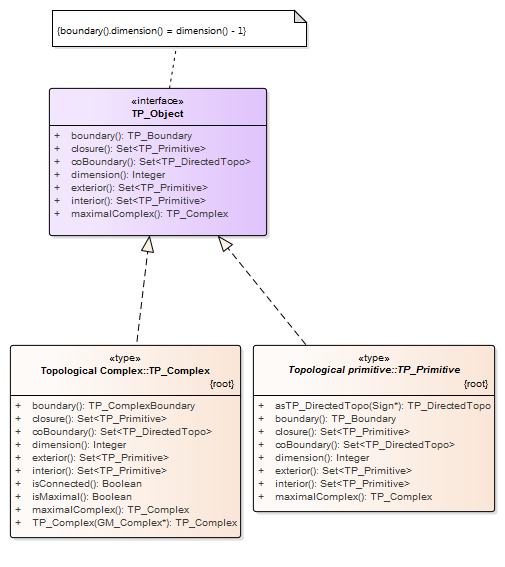 {boundary().dimension() = dimension() - 1}
«interface»
TP_Object
+ boundary(): TP_Boundary
+ closure(): Set<TP_Primitive>
+ coBoundary(): Set<TP_DirectedTopo>
+ dimension(): Integer
+ exterior(): Set<TP_Primitive>
+ interior(): Set<TP_Primitive>
+ maximalComplex(): TP_Complex
«type»
Topological Complex::TP_Complex
{root}
+ boundary(): TP_ComplexBoundary
+ closure(): Set<TP_Primitive>
+ coBoundary(): Set<TP_DirectedTopo>
+ dimension(): Integer
+ exterior(): Set<TP_Primitive>
+ interior(): Set<TP_Primitive>
+ isConnected(): Boolean
+ isMaximal(): Boolean
+ maximalComplex(): TP_Complex
+ TP_Complex(GM_Complex*): TP_Complex
«type»
Topological primitive::TP_Primitive
{root}
+ asTP_DirectedTopo(Sign*): TP_DirectedTopo
+ boundary(): TP_Boundary
+ closure(): Set<TP_Primitive>
+ coBoundary(): Set<TP_DirectedTopo>
+ dimension(): Integer
+ exterior(): Set<TP_Primitive>
+ interior(): Set<TP_Primitive>
+ maximalComplex(): TP_Complex